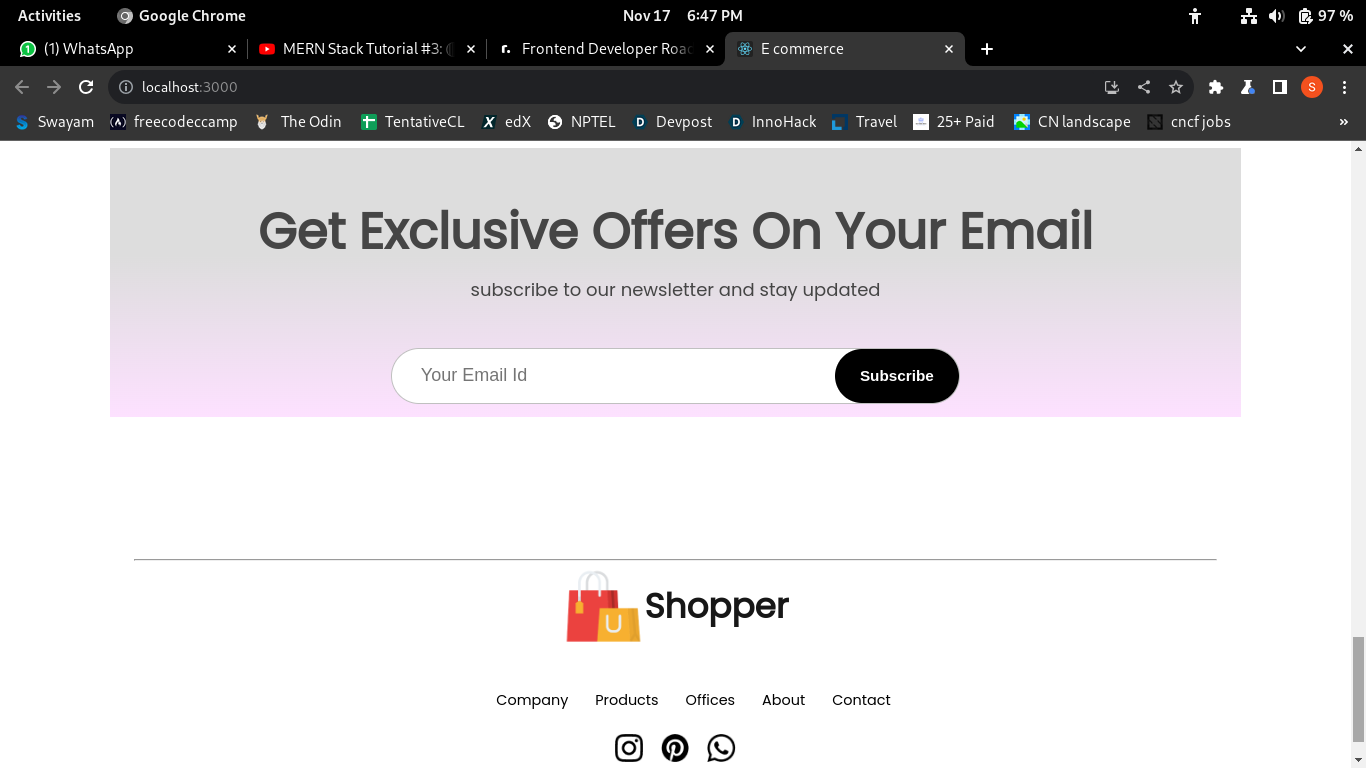 Activities Google Chrome Nov 17 6:47 PM 97 %
(1) WhatsApp MERN Stack Tutorial #3: Frontend Developer Roa E commerce
localhost:3000 S
Swayam freecodeccamp The Odin TentativeCL edX NPTEL Devpost InnoHack Travel 25+ Paid CN landscape cncf jobs »
Get Exclusive Offers On Your Email
subscribe to our newsletter and stay updated
Your Email Id Subscribe
U Shopper
Company Products Offices About Contact